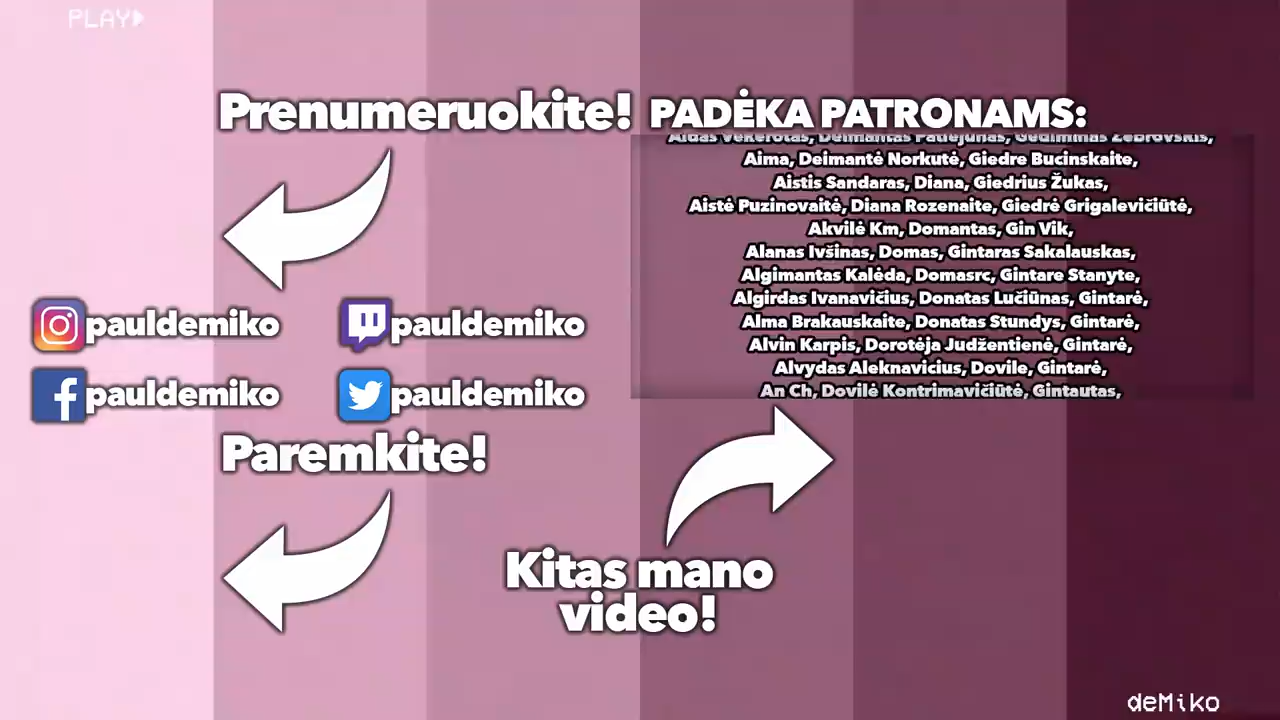 PLAY
Prenumeruokite!
PADĖKA PATRONAMS:
Aima, Deimantė Norkutė, Giedre Bucinskaite,
Aistis Sandaras, Diana, Giedrius Žukas,
Aistė Puzinovaitė, Diana Rozenaite, Giedrė Grigalevičiūtė,
Akvilė Km, Domantas, Gin Vik,
Alanas Ivšinas, Domas, Gintaras Sakalauskas,
Algimantas Kalėda, Domasrc, Gintare Stanyte,
Algirdas Ivanavičius, Donatas Lučiūnas, Gintarė,
Alma Brakauskaite, Donatas Stundys, Gintarė,
Alvin Karpis, Dorotėja Judžentienė, Gintarė,
Alvydas Aleknavicius, Dovile, Gintarė,
An Ch, Dovilė Kontrimavičiūtė, Gintautas,
pauldemiko
pauldemiko
pauldemiko
pauldemiko
Paremkite!
Kitas mano
video!
deMiko